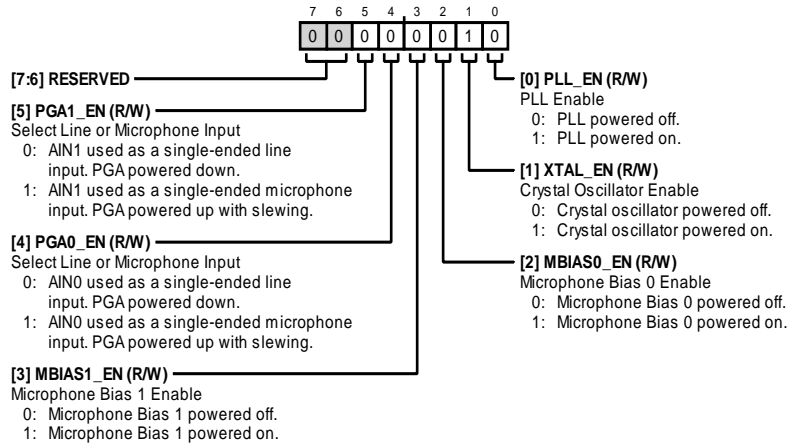 7 6 5 4 3 2 1 0
0 0 0 0 0 0 1 0
[7:6] RESERVED
[5] PGA1_EN (R/W)
Select Line or Microphone Input
0: AIN1 used as a single-ended line
input. PGA powered down.
1: AIN1 used as a single-ended microphone
input. PGA powered up with slewing.
[4] PGA0_EN (R/W)
Select Line or Microphone Input
0: AIN0 used as a single-ended line
input. PGA powered down.
1: AIN0 used as a single-ended microphone
input. PGA powered up with slewing.
[3] MBIAS1_EN (R/W)
Microphone Bias 1 Enable
0: Microphone Bias 1 powered off.
1: Microphone Bias 1 powered on.
[0] PLL_EN (R/W)
PLL Enable
0: PLL powered off.
1: PLL powered on.
[1] XTAL_EN (R/W)
Crystal Oscillator Enable
0: Crystal oscillator powered off.
1: Crystal oscillator powered on.
[2] MBIAS0_EN (R/W)
Microphone Bias 0 Enable
0: Microphone Bias 0 powered off.
1: Microphone Bias 0 powered on.